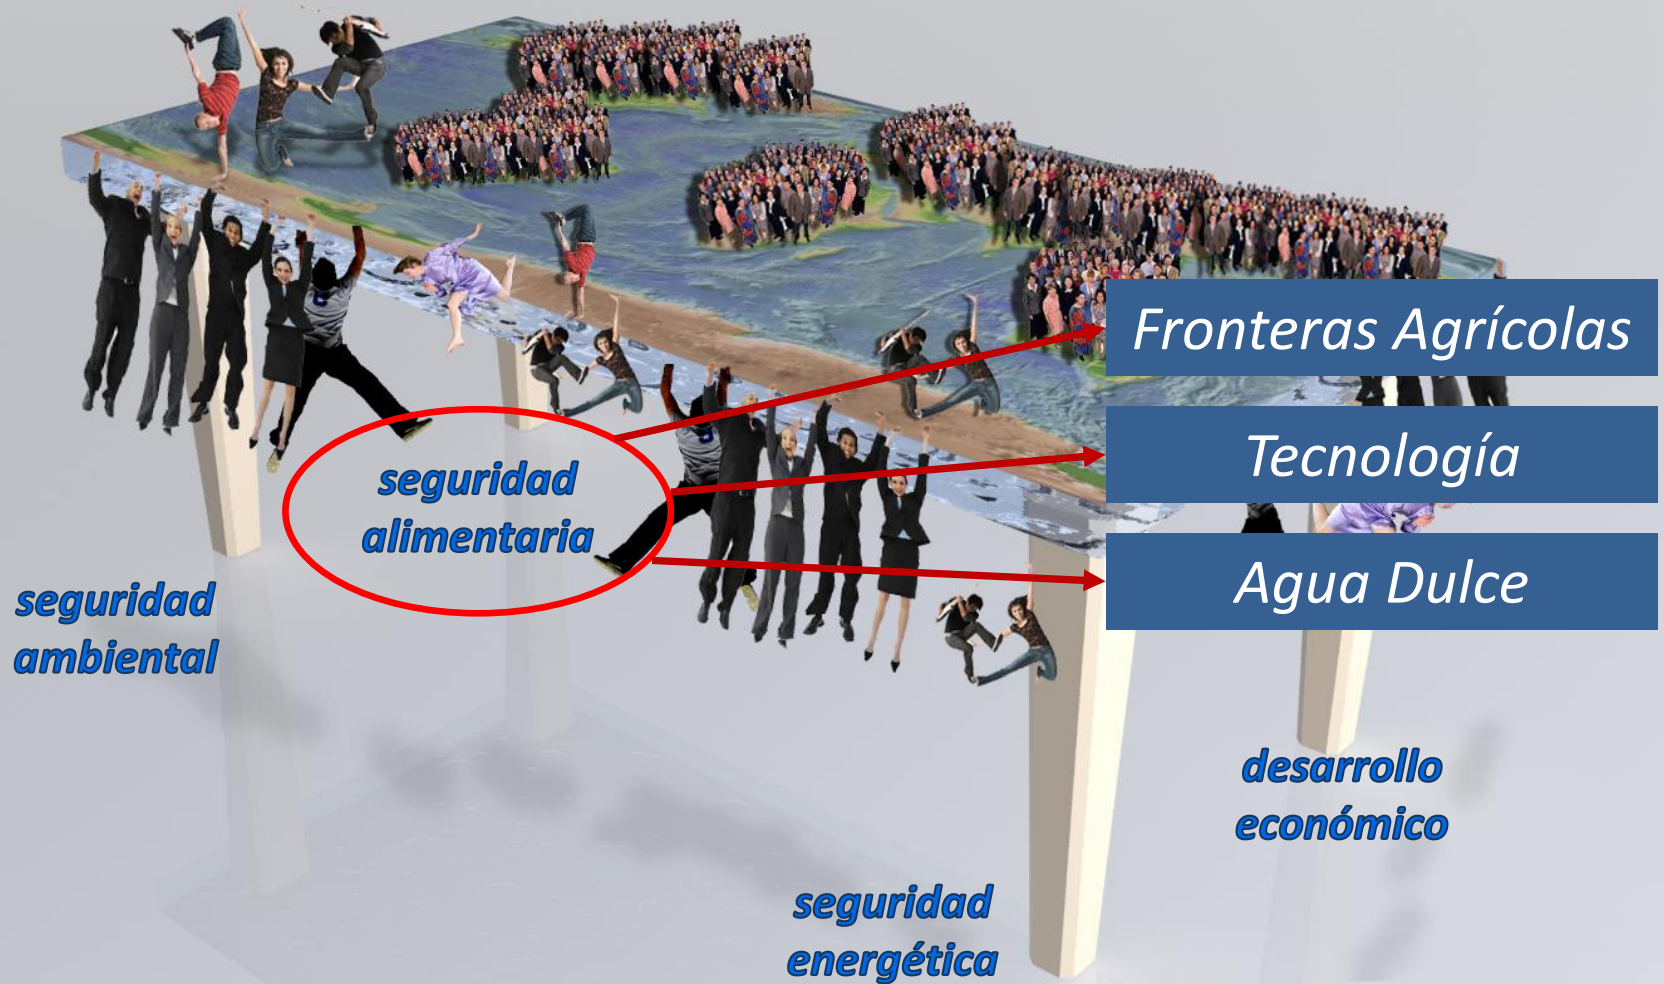 Fronteras Agrícolas
Tecnología
Agua Dulce
seguridad
alimentaria
seguridad
ambiental
desarrollo
económico
seguridad
energética